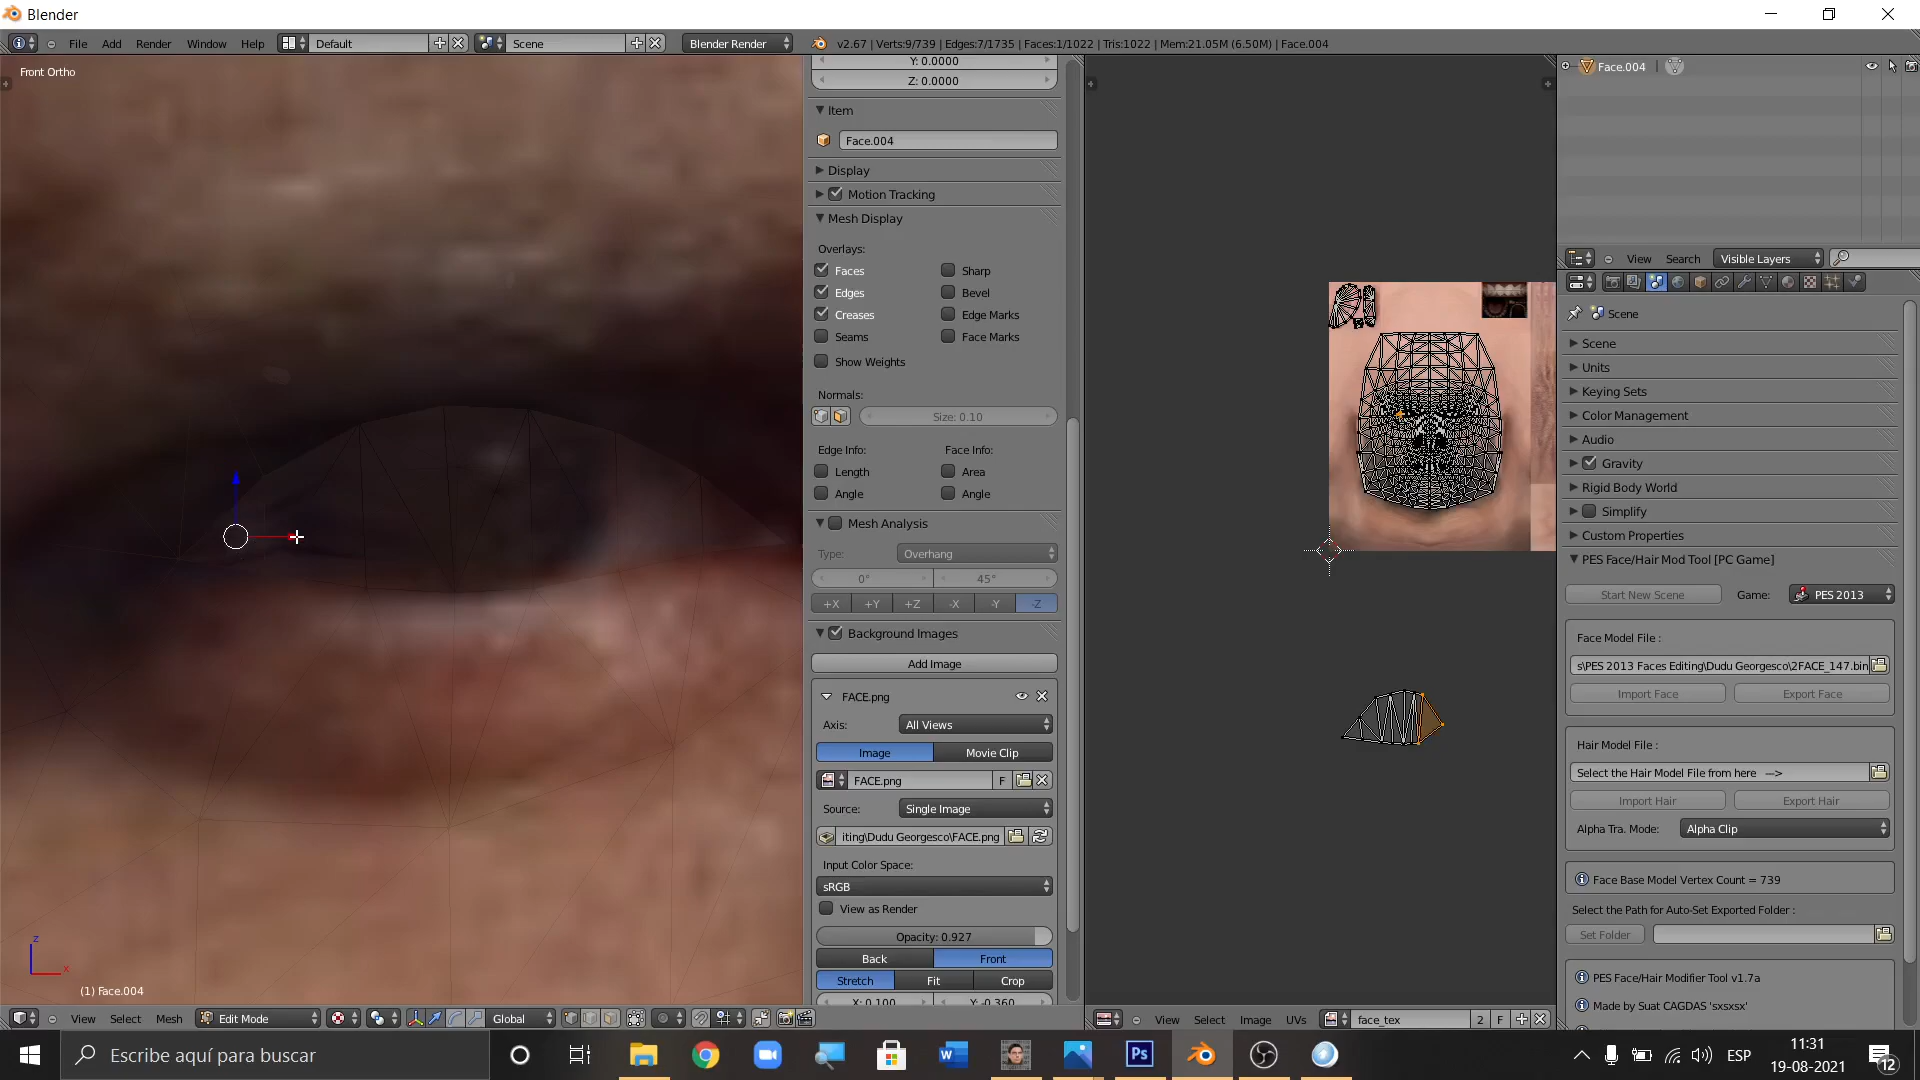 Blender
File Add Render Window Help Default Scene Blender Render v2.67 | Verts:9/739 | Edges:7/1735 | Faces:1/1022 | Tris:1022 | Mem:21.05M (6.50M) | Face.004
Front Ortho
Y: 0.0000
Z: 0.0000
Item
Face.004
Display
Motion Tracking
Mesh Display
Overlays:
Faces Sharp
Edges Bevel
Creases Edge Marks
Seams Face Marks
Show Weights
Normals:
Size: 0.10
Edge Info: Face Info:
Length Area
Angle Angle
Mesh Analysis
Type: Overhang
0° 45°
+X +Y +Z -X -Y -Z
Background Images
Add Image
FACE.png
Axis: All Views
Image Movie Clip
FACE.png F
Source: Single Image
iting\Dudu Georgesco\FACE.png
Input Color Space:
sRGB
View as Render
Opacity: 0.927
Back Front
Stretch Fit Crop
X: 0.100 Y: -0.360
z
x
(1) Face.004
View Select Mesh Edit Mode Global
View Select Image UVs face_tex 2 F
Face.004
View Search Visible Layers
Scene
Scene
Units
Keying Sets
Color Management
Audio
Gravity
Rigid Body World
Simplify
Custom Properties
PES Face/Hair Mod Tool [PC Game]
Start New Scene Game: PES 2013
Face Model File :
s\PES 2013 Faces Editing\Dudu Georgesco\2FACE_147.bin
Import Face Export Face
Hair Model File :
Select the Hair Model File from here --->
Import Hair Export Hair
Alpha Tra. Mode: Alpha Clip
Face Base Model Vertex Count = 739
Select the Path for Auto-Set Exported Folder :
Set Folder
PES Face/Hair Modifier Tool v1.7a
Made by Suat CAGDAS 'sxsxsx'
Escribe aquí para buscar
Ps
ESP
11:31
19-08-2021
12